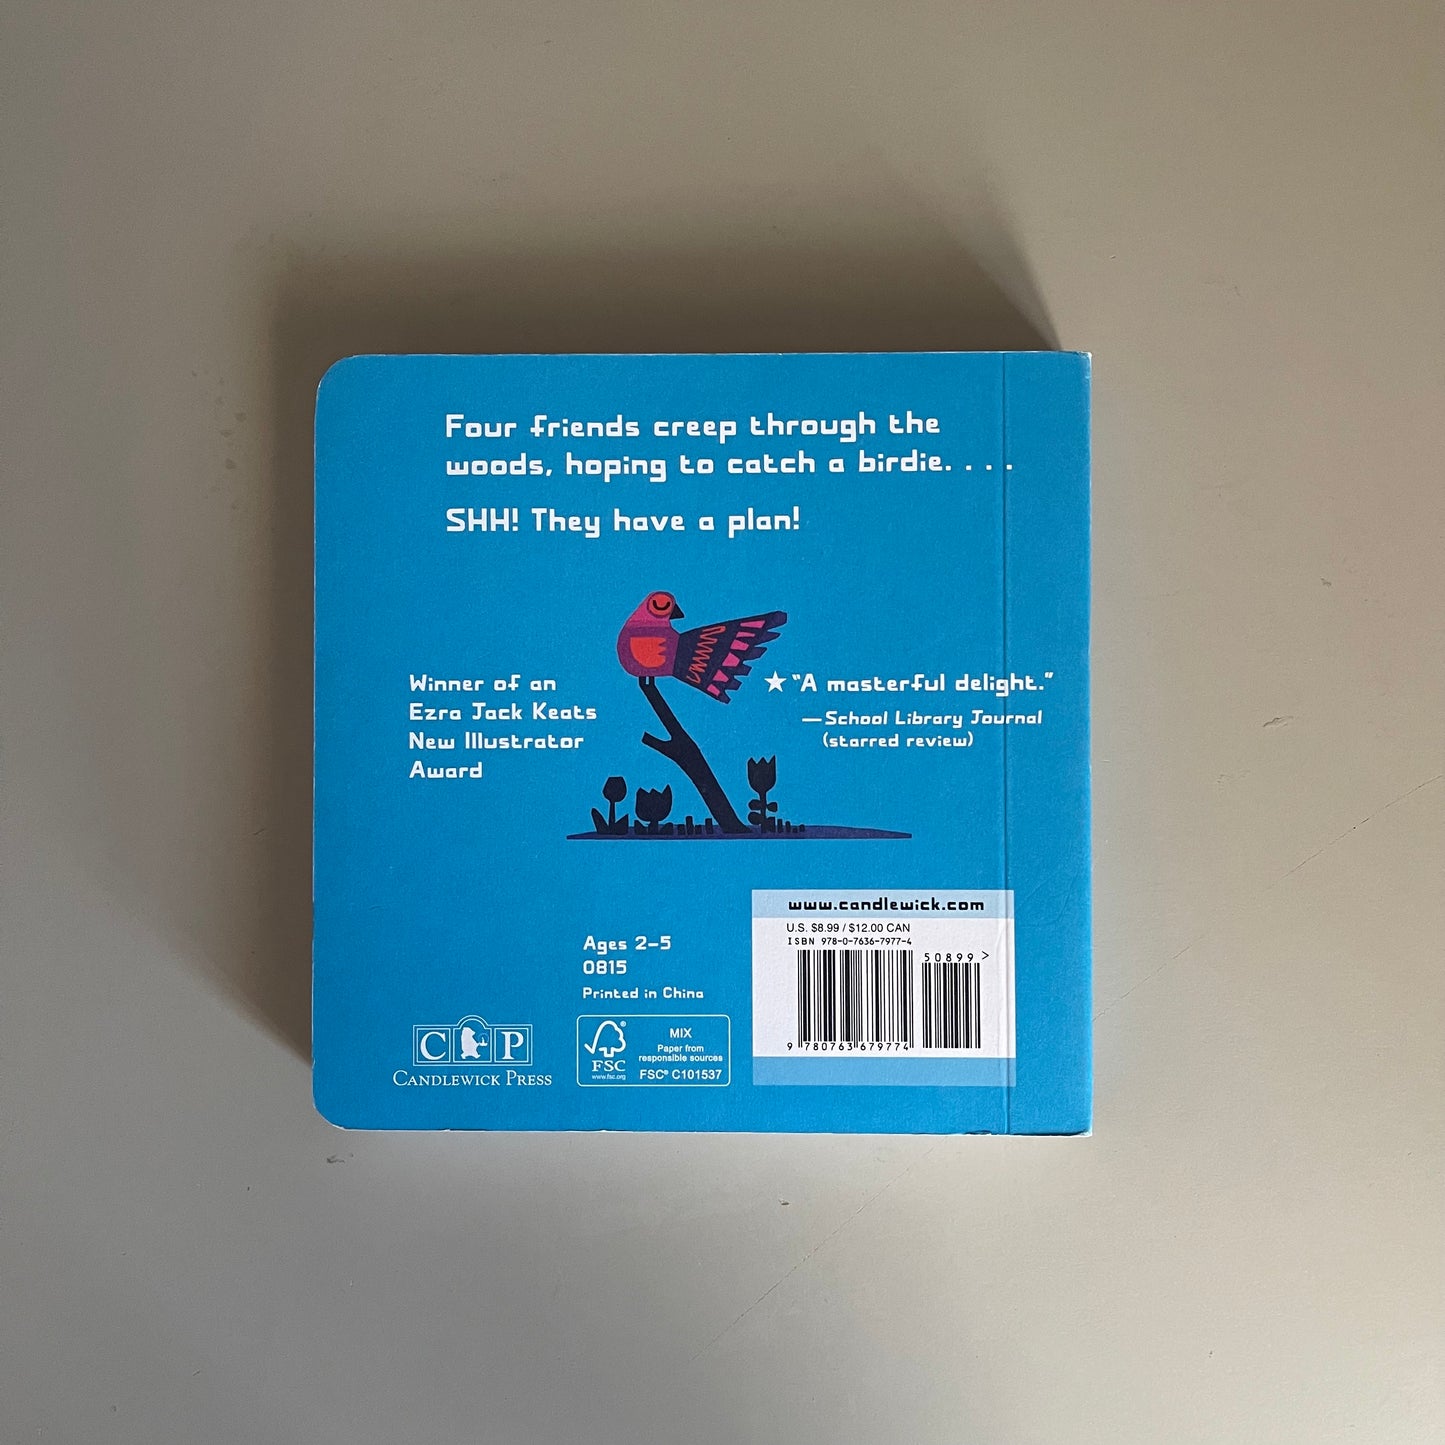 Four friends creep through the
woods, hoping to catch a birdie. . . .
SHH! They have a plan!
Winner of an
Ezra Jack Keats
New Illustrator
Award
★ "A masterful delight."
—School Library Journal
(starred review)
Ages 2–5
0815
Printed in China
C P
CANDLEWICK PRESS
FSC®
www.fsc.org
MIX
Paper from
responsible sources
FSC® C101537
www.candlewick.com
U.S. $8.99 / $12.00 CAN
ISBN 978-0-7636-7977-4
50899 >
9 780763 679774